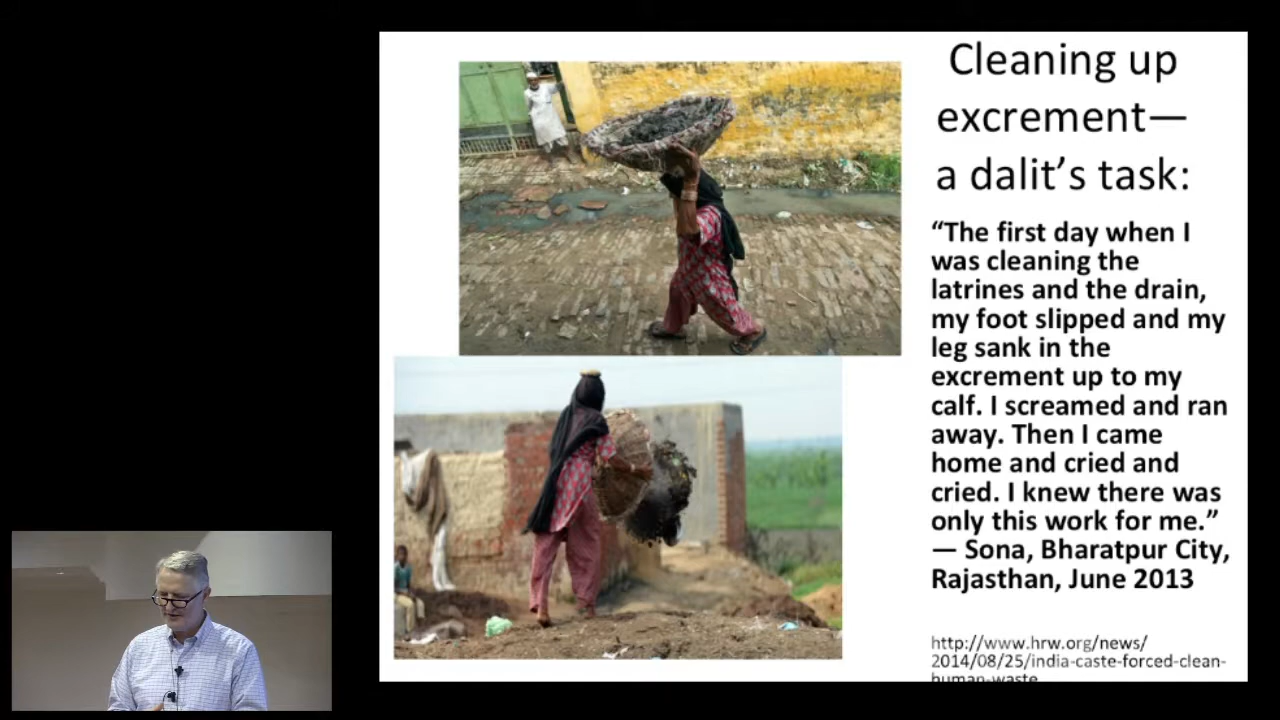 Cleaning up
excrement—
a dalit’s task:
“The first day when I
was cleaning the
latrines and the drain,
my foot slipped and my
leg sank in the
excrement up to my
calf. I screamed and ran
away. Then I came
home and cried and
cried. I knew there was
only this work for me.”
— Sona, Bharatpur City,
Rajasthan, June 2013
http://www.hrw.org/news/
2014/08/25/india-caste-forced-clean-
human-waste